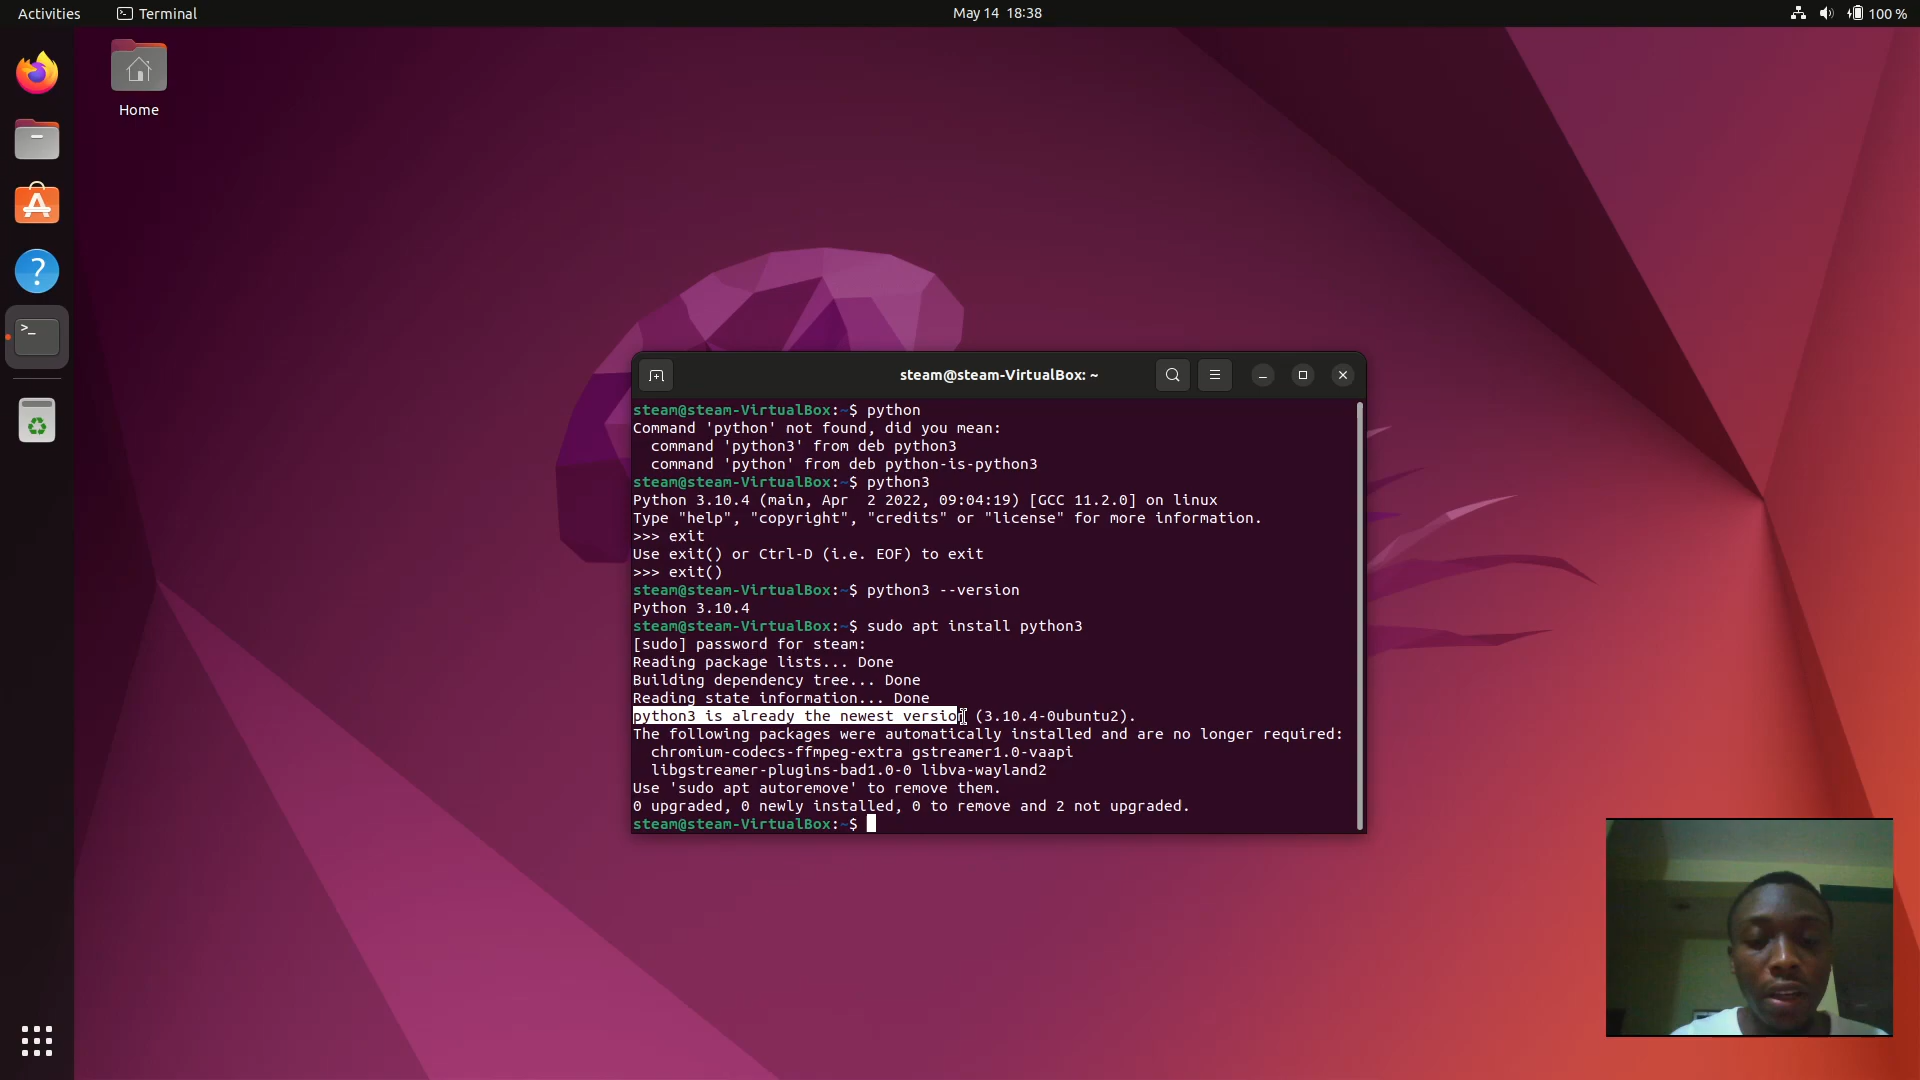 Activities
Terminal
May 14 18:38
100 %
Home
steam@steam-VirtualBox: ~
steam@steam-VirtualBox:~$ python
Command 'python' not found, did you mean:
command 'python3' from deb python3
command 'python' from deb python-is-python3
steam@steam-VirtualBox:~$ python3
Python 3.10.4 (main, Apr  2 2022, 09:04:19) [GCC 11.2.0] on linux
Type "help", "copyright", "credits" or "license" for more information.
>>> exit
Use exit() or Ctrl-D (i.e. EOF) to exit
>>> exit()
steam@steam-VirtualBox:~$ python3 --version
Python 3.10.4
steam@steam-VirtualBox:~$ sudo apt install python3
[sudo] password for steam:
Reading package lists... Done
Building dependency tree... Done
Reading state information... Done
python3 is already the newest version (3.10.4-0ubuntu2).
The following packages were automatically installed and are no longer required:
chromium-codecs-ffmpeg-extra gstreamer1.0-vaapi
libgstreamer-plugins-bad1.0-0 libva-wayland2
Use 'sudo apt autoremove' to remove them.
0 upgraded, 0 newly installed, 0 to remove and 2 not upgraded.
steam@steam-VirtualBox:~$